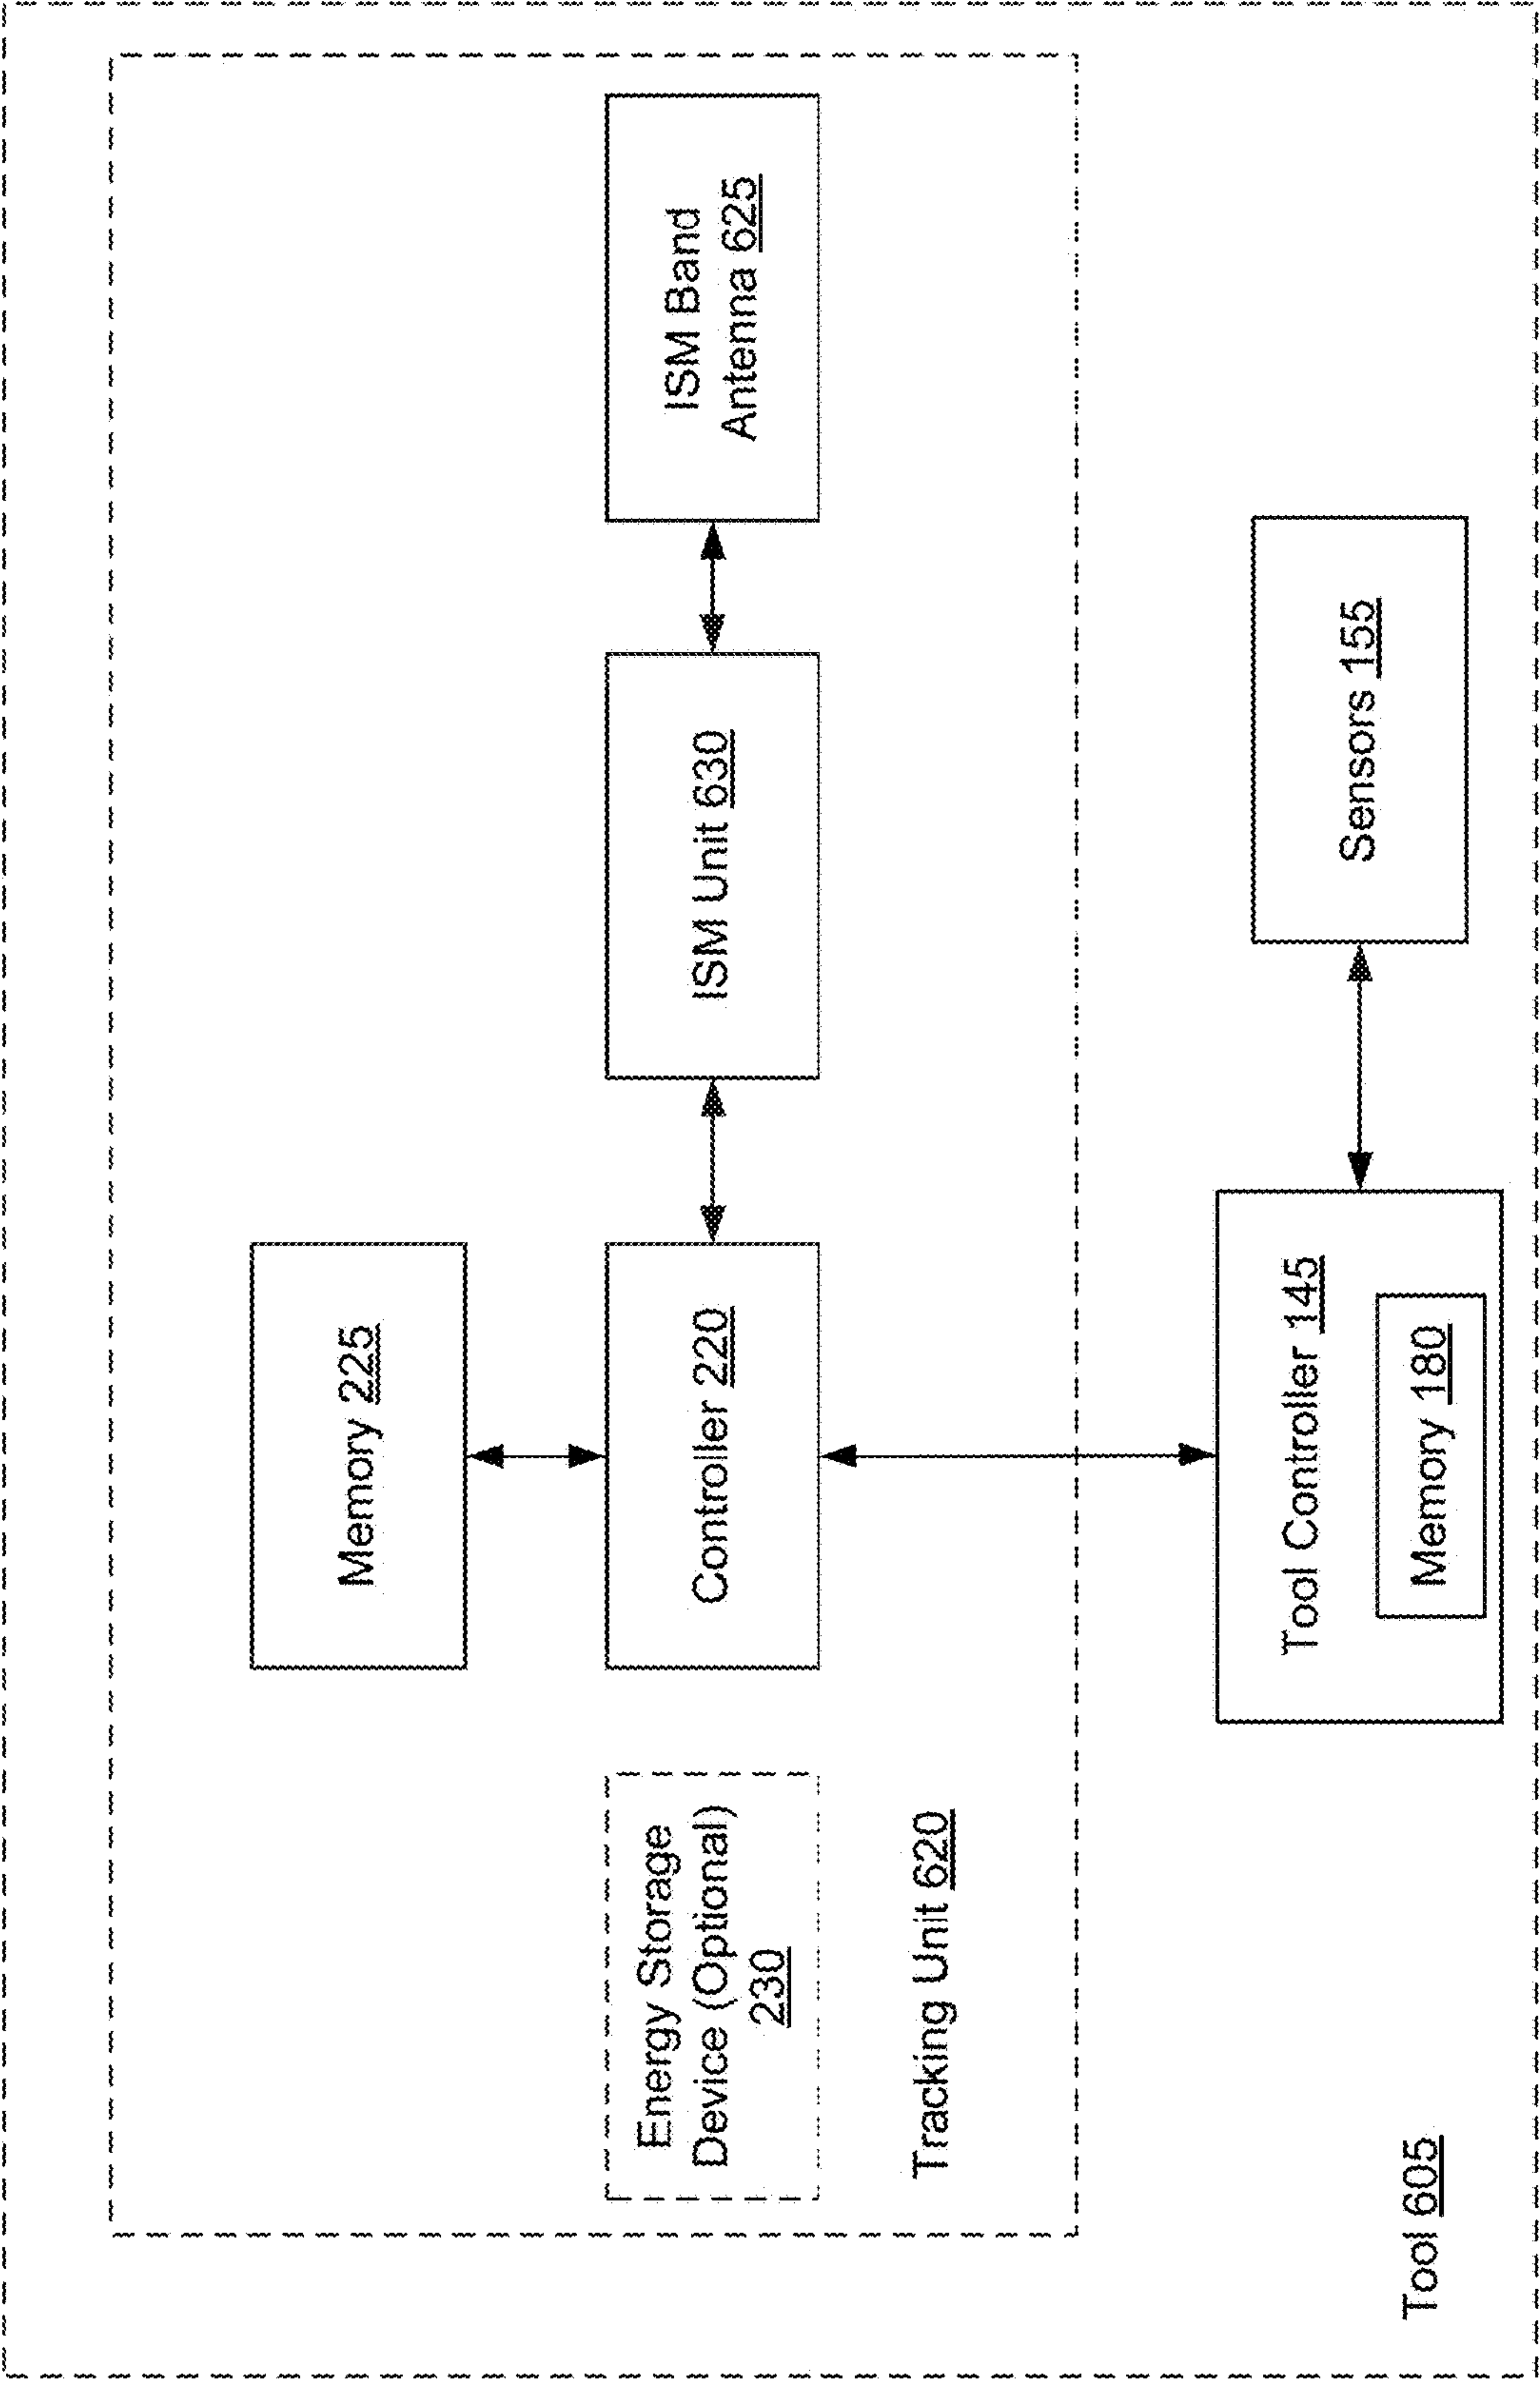 Memory 225
Energy Storage
Device (Optional)
230
Controller 220
ISM Unit 630
ISM Band
Antenna 625
Tracking Unit 620
Tool Controller 145
Memory 180
Sensors 155
Tool 605